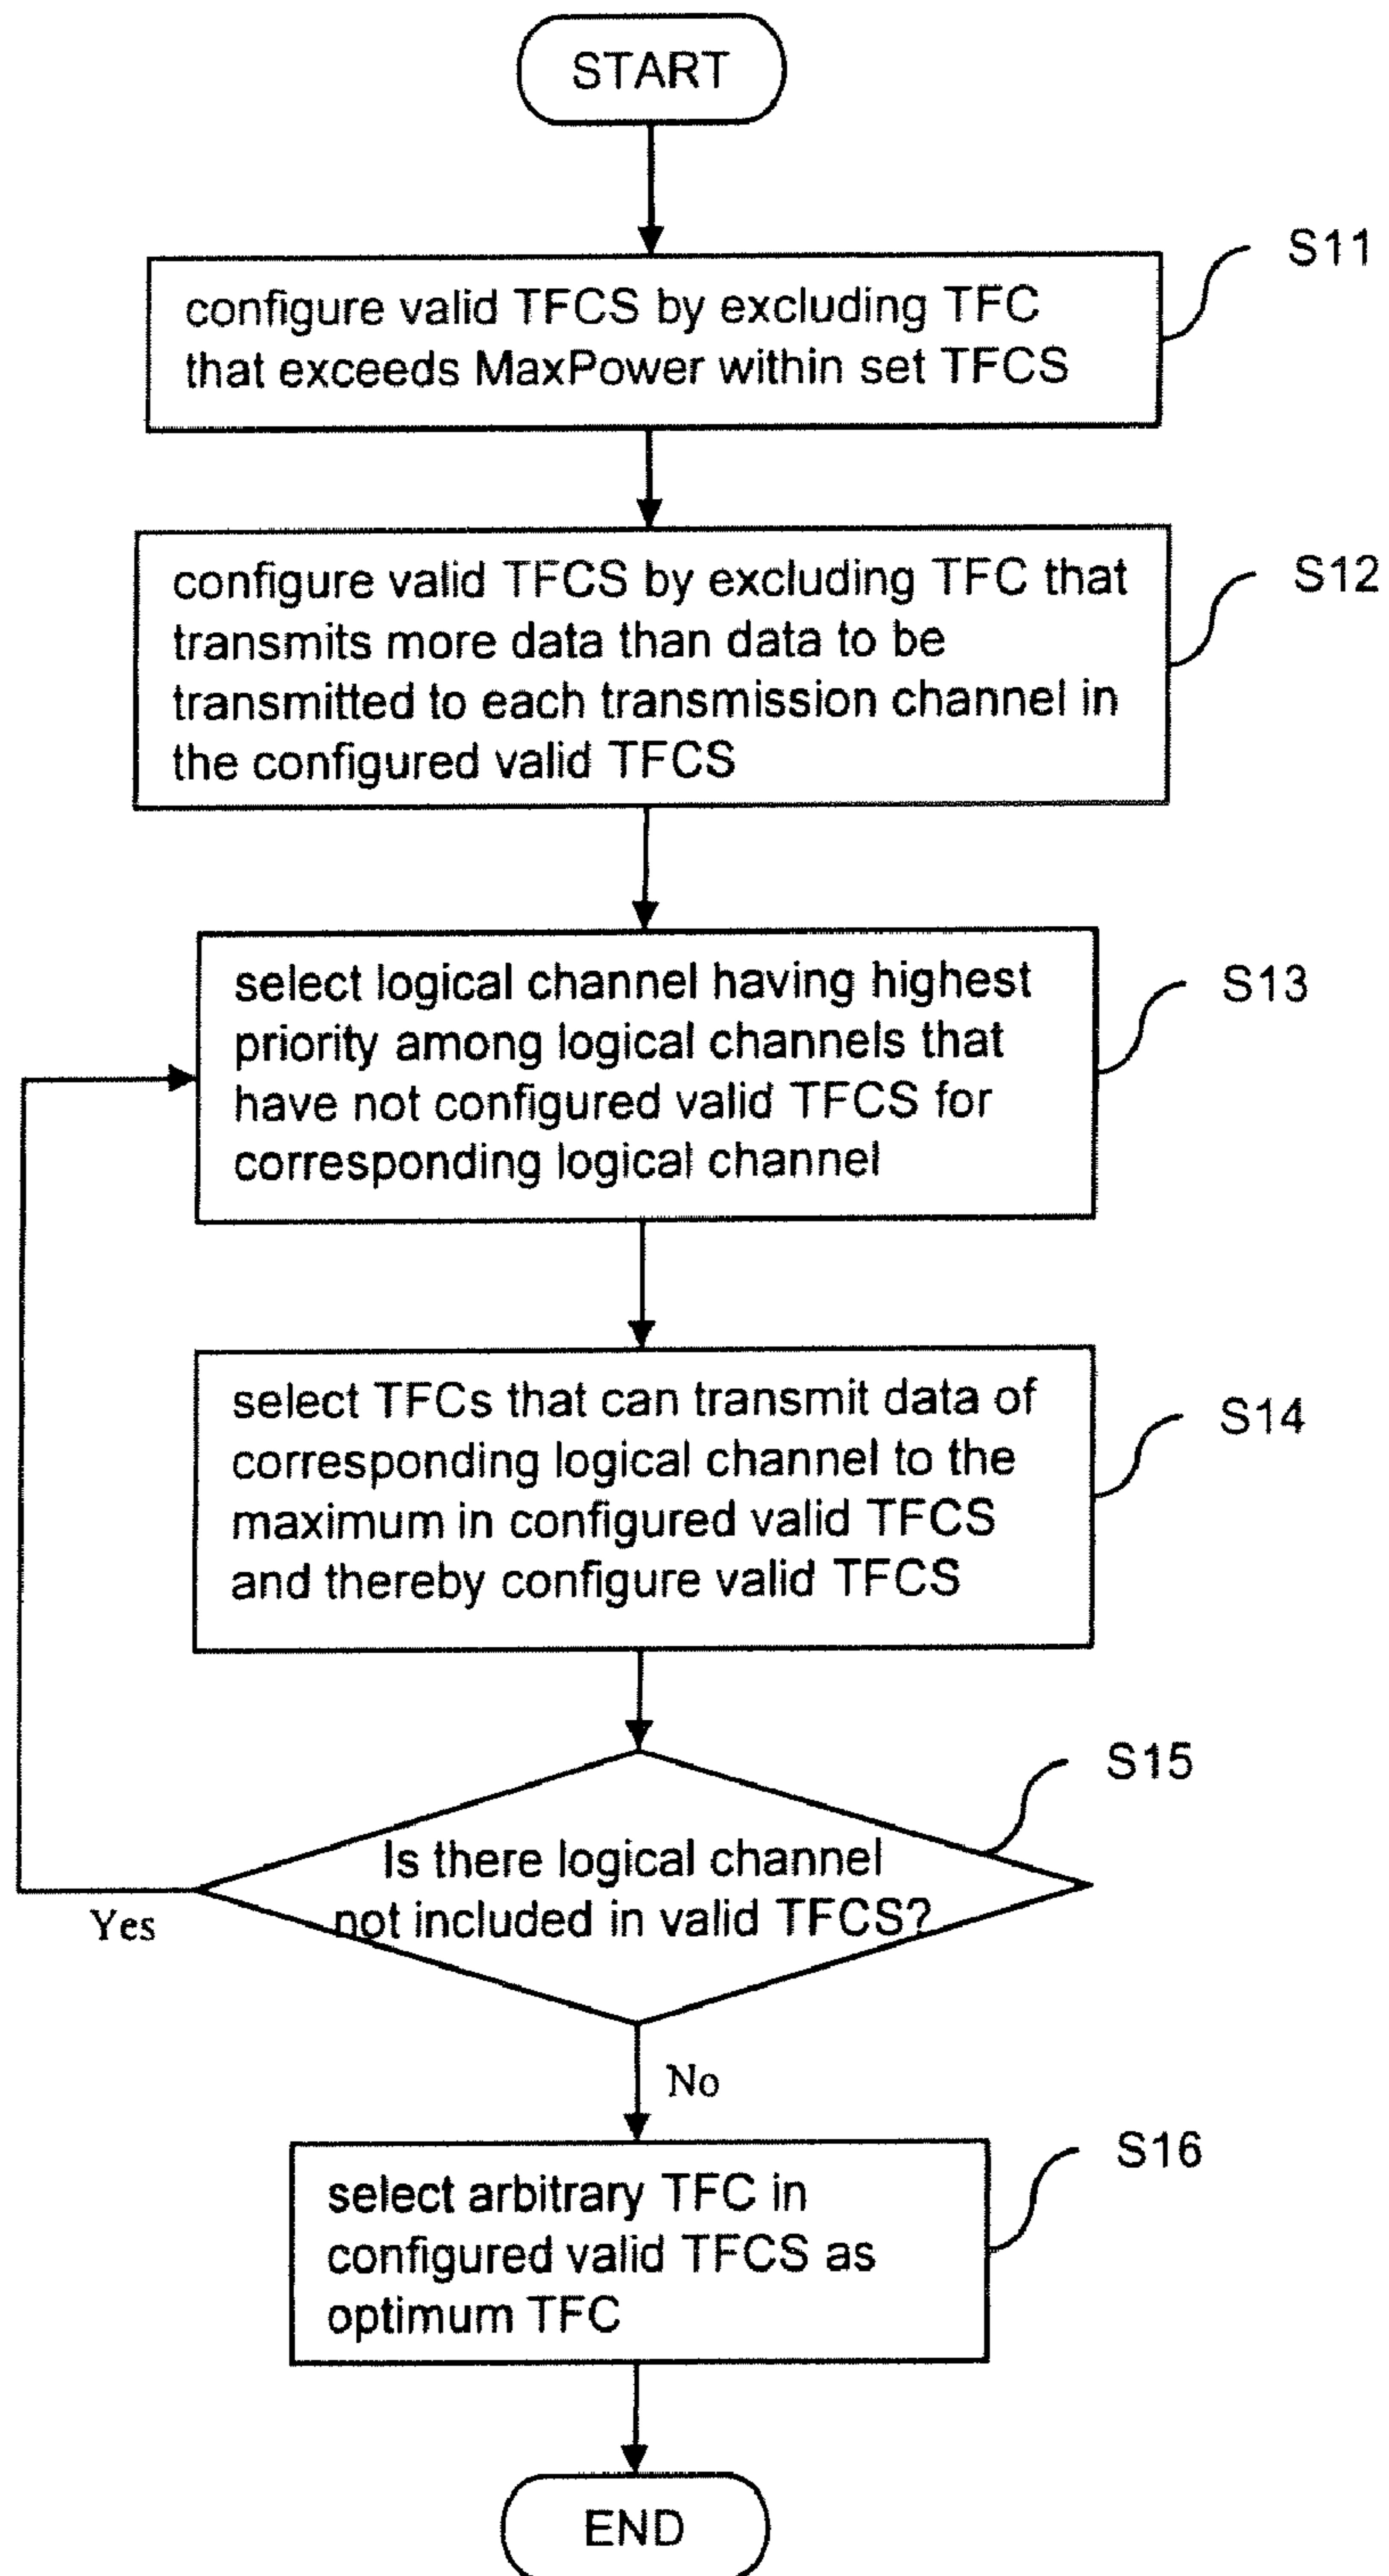 START
S11
configure valid TFCS by excluding TFC
that exceeds MaxPower within set TFCS
S12
configure valid TFCS by excluding TFC that
transmits more data than data to be
transmitted to each transmission channel in
the configured valid TFCS
S13
select logical channel having highest
priority among logical channels that
have not configured valid TFCS for
corresponding logical channel
S14
select TFCs that can transmit data of
corresponding logical channel to the
maximum in configured valid TFCS
and thereby configure valid TFCS
S15
Is there logical channel
not included in valid TFCS?
Yes
No
S16
select arbitrary TFC in
configured valid TFCS as
optimum TFC
END